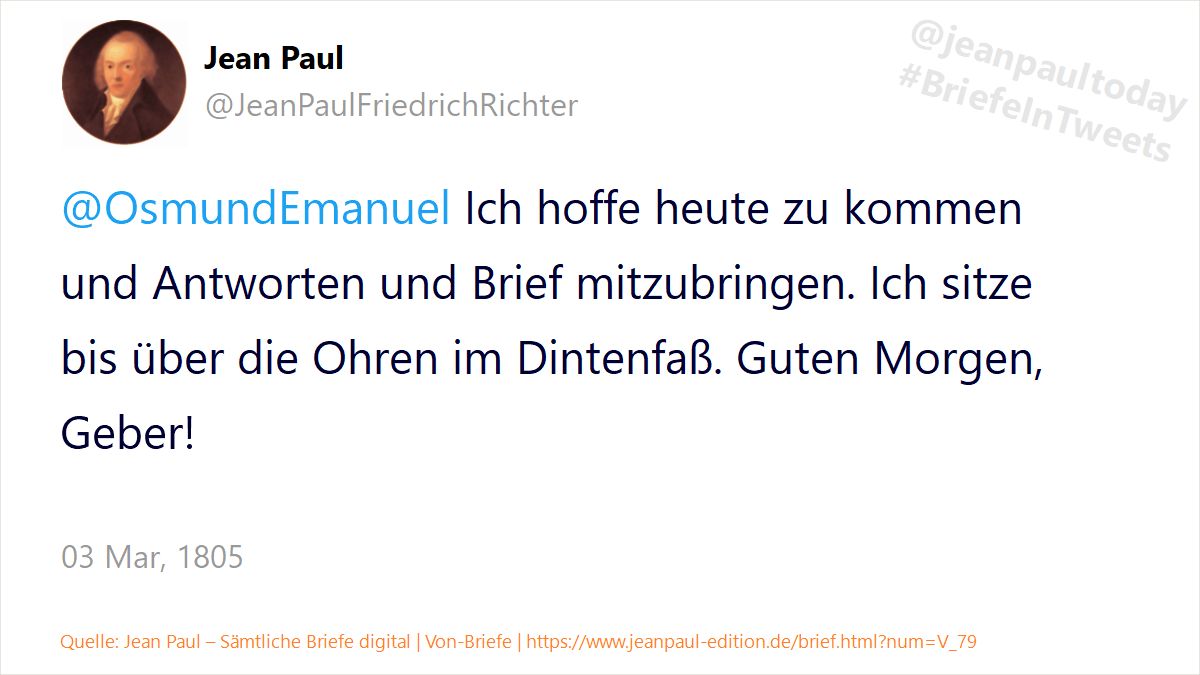 Jean Paul
@JeanPaulFriedrichRichter
@jeanpaultoday
#BriefeInTweets
@OsmundEmanuel Ich hoffe heute zu kommen
und Antworten und Brief mitzubringen. Ich sitze
bis über die Ohren im Dintenfaß. Guten Morgen,
Geber!
03 Mar, 1805
Quelle: Jean Paul – Sämtliche Briefe digital | Von-Briefe | https://www.jeanpaul-edition.de/brief.html?num=V_79